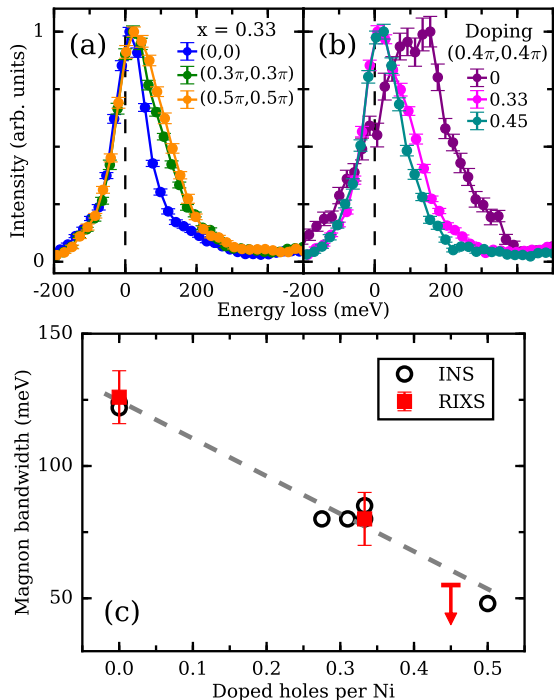 (a)
x = 0.33
(0,0)
(0.3π,0.3π)
(0.5π,0.5π)
(b)
Doping
(0.4π,0.4π)
0
0.33
0.45
Intensity (arb. units)
1
0
-200
0
200
400
-200
0
200
Energy loss (meV)
INS
RIXS
(c)
Magnon bandwidth (meV)
150
100
50
0.0
0.1
0.2
0.3
0.4
0.5
Doped holes per Ni